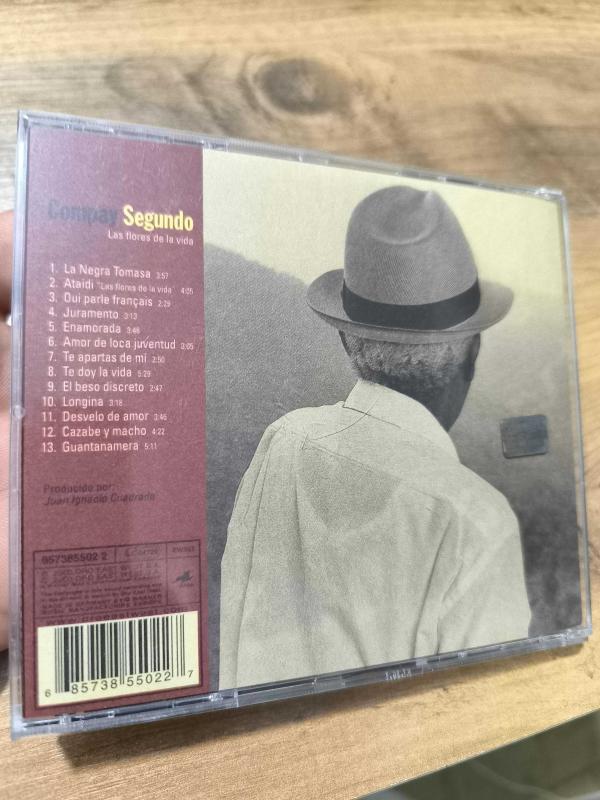 Compay Segundo
Las flores de la vida
1. La Negra Tomasa 3:57
2. Ataidi "Las flores de la vida" 4:05
3. Oui parle français 2:29
4. Juramento 3:13
5. Enamorada 3:46
6. Amor de loca juventud 3:05
7. Te apartas de mí 2:50
8. Te doy la vida 5:29
9. El beso discreto 2:47
10. Longina 3:18
11. Desvelo de amor 3:46
12. Cazabe y macho 4:22
13. Guantanamera 5:11
Producido por:
Juan Ignacio Cuadrado
857385502 2
6 85738 55022 7